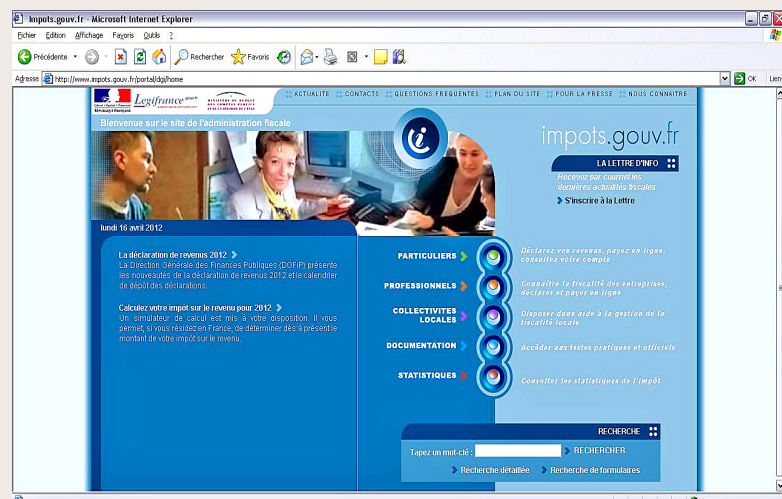 Impots.gouv.fr - Microsoft Internet Explorer
Fichier Edition Affichage Favoris Outils ?
Précédente Rechercher Favoris
Adresse http://www.impots.gouv.fr/portal/dgi/home OK Liens
Legifrance.gouv.fr
:: ACTUALITE :: CONTACTS :: QUESTIONS FREQUENTES :: PLAN DU SITE :: POUR LA PRESSE :: NOUS CONNAITRE
Bienvenue sur le site de l'administration fiscale
impots.gouv.fr
LA LETTRE D'INFO
Recevez par courriel les
dernières actualités fiscales
S'inscrire à la Lettre
lundi 16 avril 2012
La déclaration de revenus 2012
La Direction Générale des Finances Publiques (DGFiP) présente
les nouveautés de la déclaration de revenus 2012 et le calendrier
de dépôt des déclarations.
Calculez votre impôt sur le revenu pour 2012
Un simulateur de calcul est mis à votre disposition. Il vous
permet, si vous résidez en France, de déterminer dès à présent le
montant de votre impôt sur le revenu.
PARTICULIERS
Déclarez vos revenus, payez en ligne,
consultez votre compte
PROFESSIONNELS
Connaître la fiscalité des entreprises,
déclarer et payer en ligne
COLLECTIVITES
LOCALES
Disposer dune aide à la gestion de la
fiscalité locale
DOCUMENTATION
Accéder aux textes pratiques et officiels
STATISTIQUES
Consulter les statistiques de l'impôt
RECHERCHE
Tapez un mot-clé : RECHERCHER
Recherche détaillée Recherche de formulaires